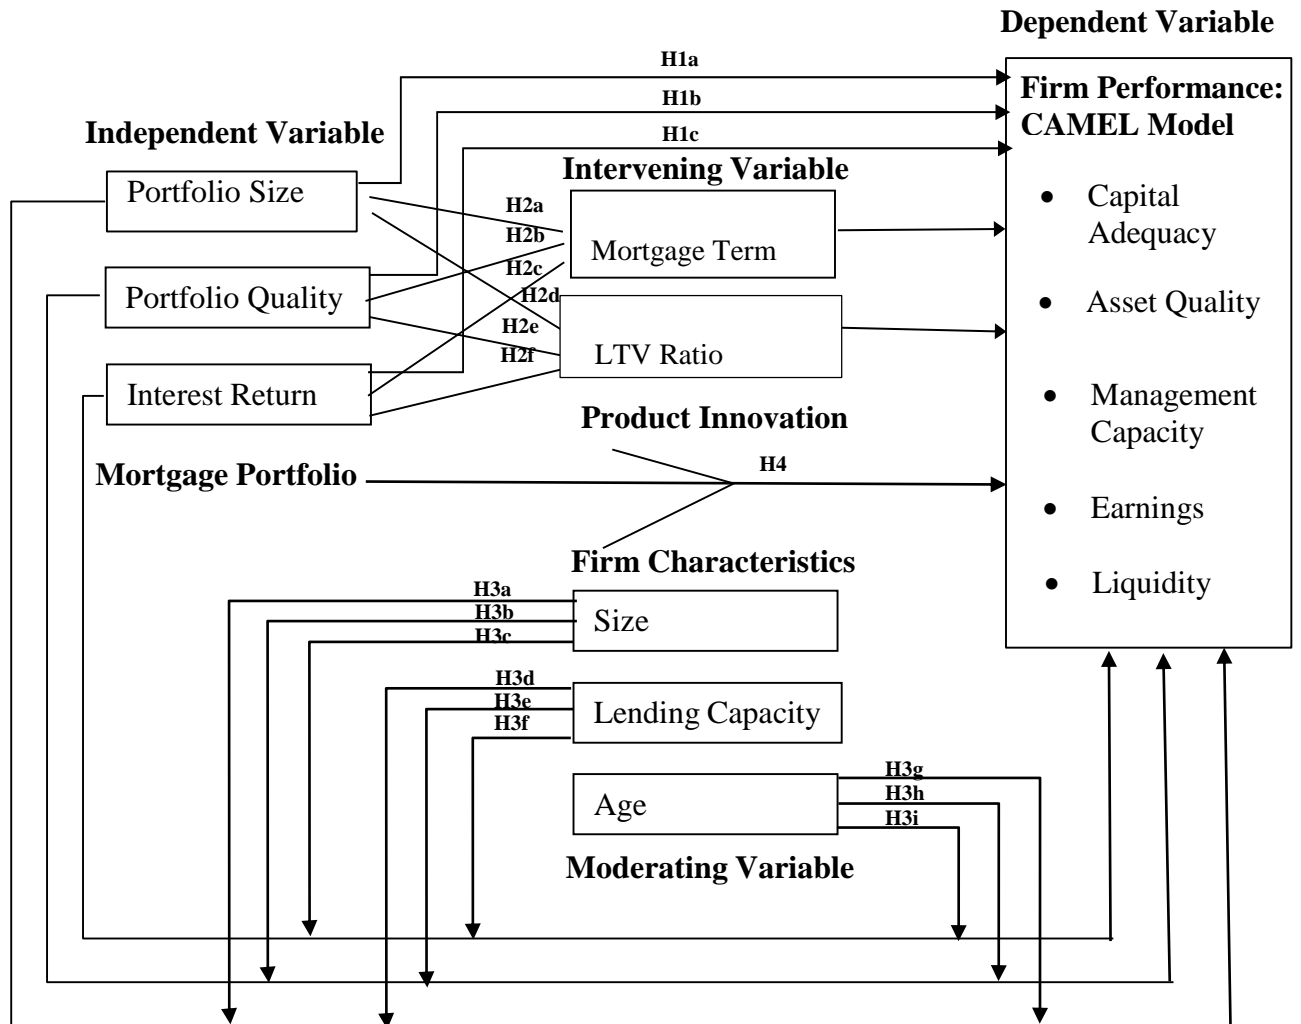 Dependent Variable
H1a
Firm Performance:
CAMEL Model
H1b
Independent Variable
H1c
Intervening Variable
Portfolio Size
H2a
Capital
Adequacy
H2b
Mortgage Term
H2c
Portfolio Quality
H2d
Asset Quality
H2e
LTV Ratio
H2f
Interest Return
Management
Capacity
Product Innovation
H4
Mortgage Portfolio
Earnings
Firm Characteristics
Liquidity
H3a
H3b
Size
H3c
H3d
H3e
Lending Capacity
H3f
H3g
H3h
Age
H3i
Moderating Variable